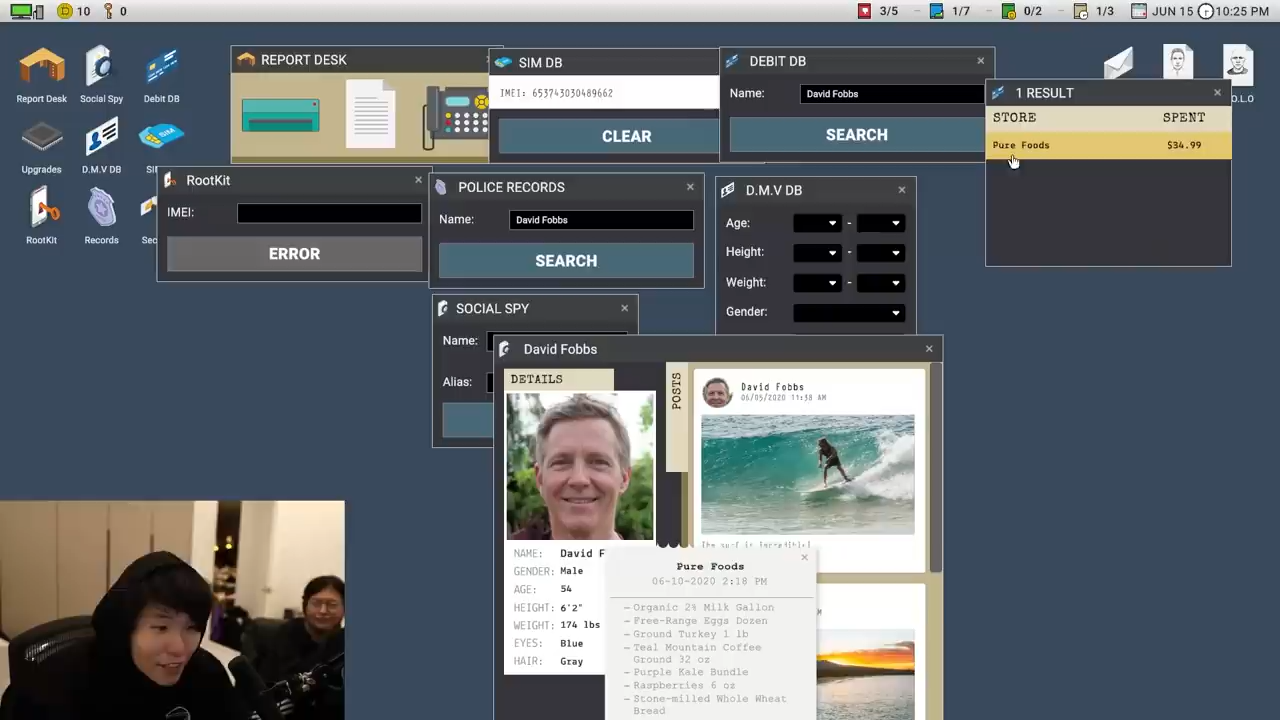 10
0
3/5
1/7
0/2
1/3
JUN 15
10:25 PM
Report Desk
Social Spy
Debit DB
Upgrades
D.M.V DB
RootKit
Records
REPORT DESK
SIM DB
IMEI: 653743030489662
CLEAR
DEBIT DB
Name: David Fobbs
SEARCH
1 RESULT
STORE SPENT
Pure Foods $34.99
RootKit
IMEI:
ERROR
POLICE RECORDS
Name: David Fobbs
SEARCH
D.M.V DB
Age: -
Height: -
Weight: -
Gender:
SOCIAL SPY
Name:
Alias:
David Fobbs
DETAILS
NAME: David F
GENDER: Male
AGE: 54
HEIGHT: 6'2"
WEIGHT: 174 lbs
EYES: Blue
HAIR: Gray
POSTS
David Fobbs
06/05/2020 11:38 AM
The surf is incredible!
Pure Foods
06-10-2020 2:18 PM
—Organic 2% Milk Gallon
—Free-Range Eggs Dozen
—Ground Turkey 1 lb
—Teal Mountain Coffee
Ground 32 oz
—Purple Kale Bundle
—Raspberries 6 oz
—Stone-milled Whole Wheat
Bread